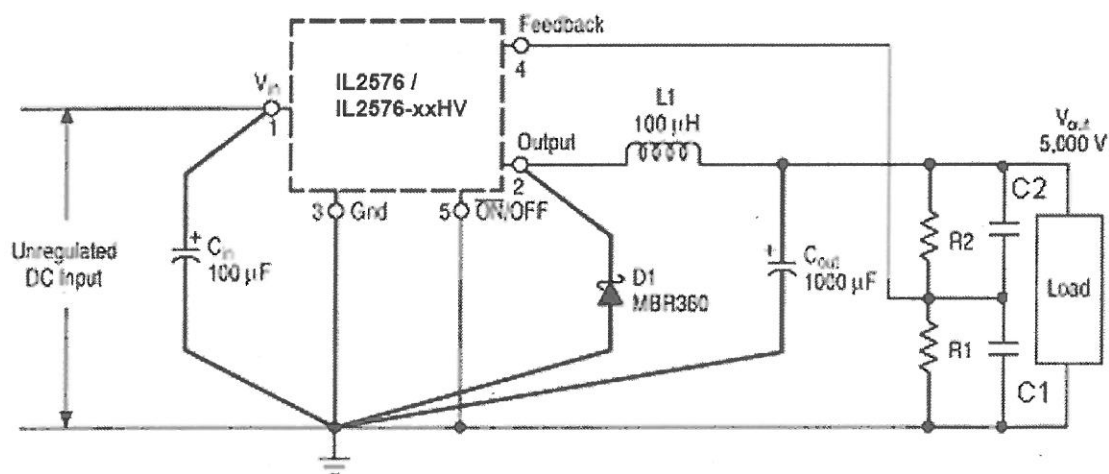 Feedback
4
IL2576 /
IL2576-xxHV
Vin
1
L1
100 µH
Output
2
Vout
5,000 V
3 Gnd
5 ON/OFF
C2
R2
Unregulated
DC Input
+
Cin
100 µF
D1
MBR360
+
Cout
1000 µF
Load
R1
C1